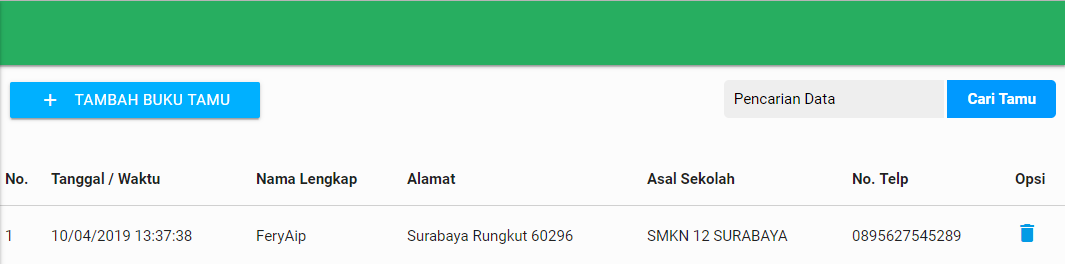 + TAMBAH BUKU TAMU Pencarian Data Cari Tamu
No. Tanggal / Waktu Nama Lengkap Alamat Asal Sekolah No. Telp Opsi
1 10/04/2019 13:37:38 FeryAip Surabaya Rungkut 60296 SMKN 12 SURABAYA 0895627545289